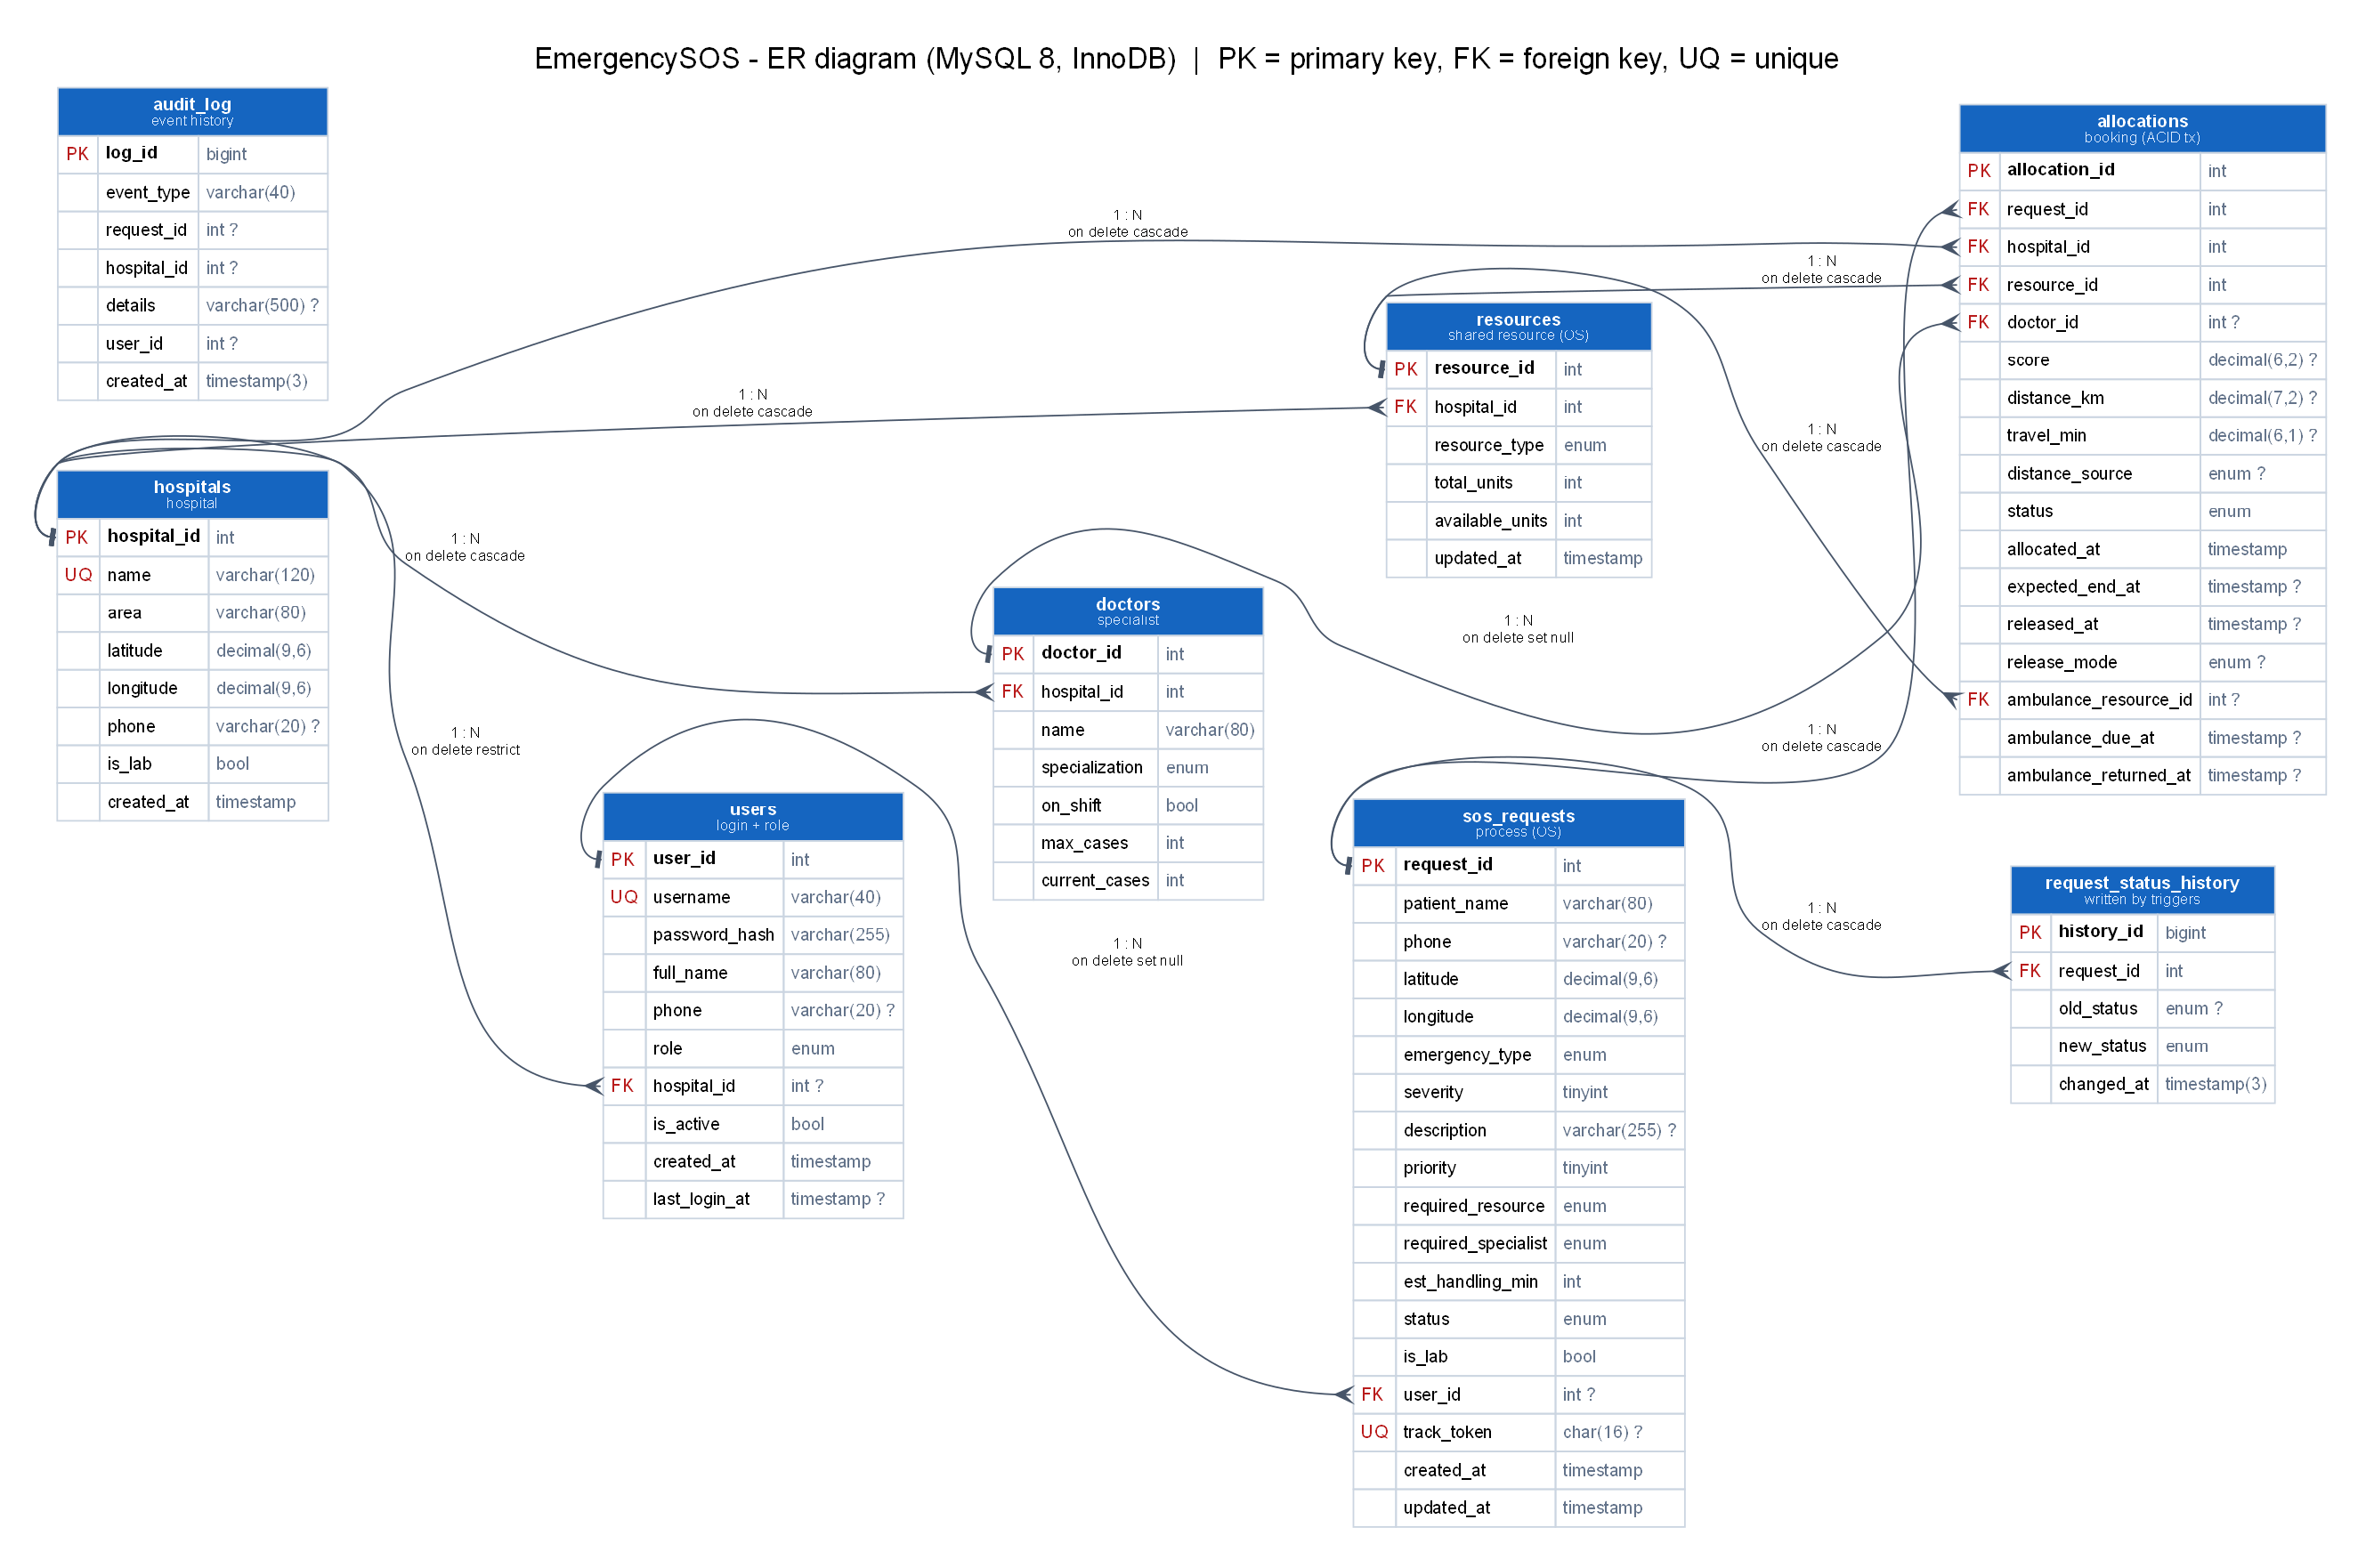 EmergencySOS - ER diagram (MySQL 8, InnoDB) | PK = primary key, FK = foreign key, UQ = unique
audit_log
event history
PK log_id bigint
event_type varchar(40)
request_id int ?
hospital_id int ?
details varchar(500) ?
user_id int ?
created_at timestamp(3)
hospitals
hospital
PK hospital_id int
UQ name varchar(120)
area varchar(80)
latitude decimal(9,6)
longitude decimal(9,6)
phone varchar(20) ?
is_lab bool
created_at timestamp
1 : N
on delete cascade
1 : N
on delete restrict
1 : N
on delete cascade
users
login + role
PK user_id int
UQ username varchar(40)
password_hash varchar(255)
full_name varchar(80)
phone varchar(20) ?
role enum
FK hospital_id int ?
is_active bool
created_at timestamp
last_login_at timestamp ?
1 : N
on delete cascade
doctors
specialist
PK doctor_id int
FK hospital_id int
name varchar(80)
specialization enum
on_shift bool
max_cases int
current_cases int
1 : N
on delete set null
resources
shared resource (OS)
PK resource_id int
FK hospital_id int
resource_type enum
total_units int
available_units int
updated_at timestamp
1 : N
on delete set null
sos_requests
process (OS)
PK request_id int
patient_name varchar(80)
phone varchar(20) ?
latitude decimal(9,6)
longitude decimal(9,6)
emergency_type enum
severity tinyint
description varchar(255) ?
priority tinyint
required_resource enum
required_specialist enum
est_handling_min int
status enum
is_lab bool
FK user_id int ?
UQ track_token char(16) ?
created_at timestamp
updated_at timestamp
1 : N
on delete cascade
1 : N
on delete cascade
1 : N
on delete cascade
1 : N
on delete cascade
allocations
booking (ACID tx)
PK allocation_id int
FK request_id int
FK hospital_id int
FK resource_id int
FK doctor_id int ?
score decimal(6,2) ?
distance_km decimal(7,2) ?
travel_min decimal(6,1) ?
distance_source enum ?
status enum
allocated_at timestamp
expected_end_at timestamp ?
released_at timestamp ?
release_mode enum ?
FK ambulance_resource_id int ?
ambulance_due_at timestamp ?
ambulance_returned_at timestamp ?
request_status_history
written by triggers
PK history_id bigint
FK request_id int
old_status enum ?
new_status enum
changed_at timestamp(3)